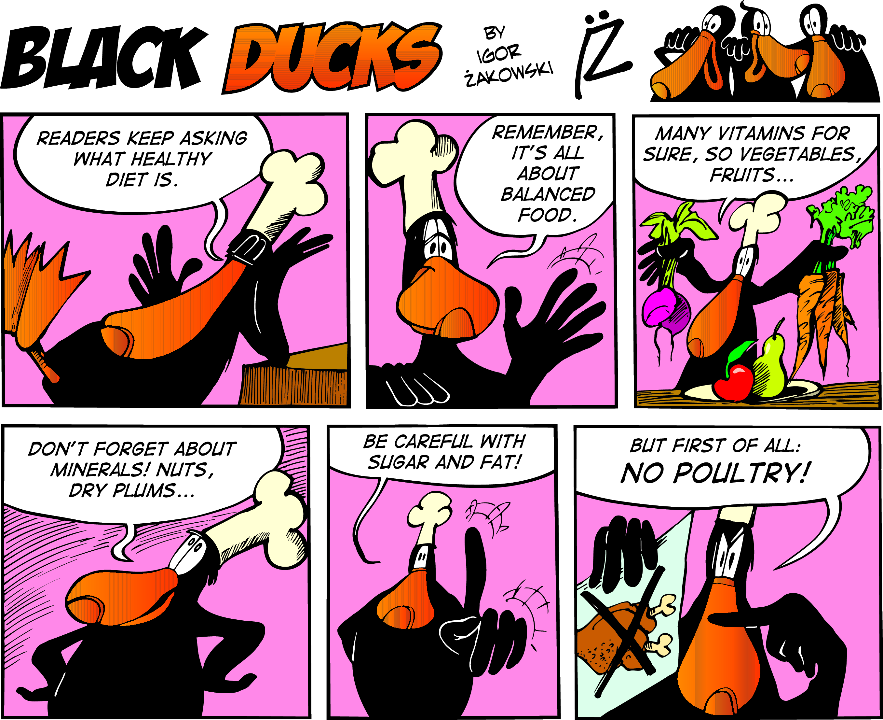 BLACK DUCKS
BY
IGOR
ŻAKOWSKI
ÏZ
READERS KEEP ASKING
WHAT HEALTHY
DIET IS.
REMEMBER,
IT'S ALL
ABOUT
BALANCED
FOOD.
MANY VITAMINS FOR
SURE, SO VEGETABLES,
FRUITS...
DON'T FORGET ABOUT
MINERALS! NUTS,
DRY PLUMS...
BE CAREFUL WITH
SUGAR AND FAT!
BUT FIRST OF ALL:
NO POULTRY!